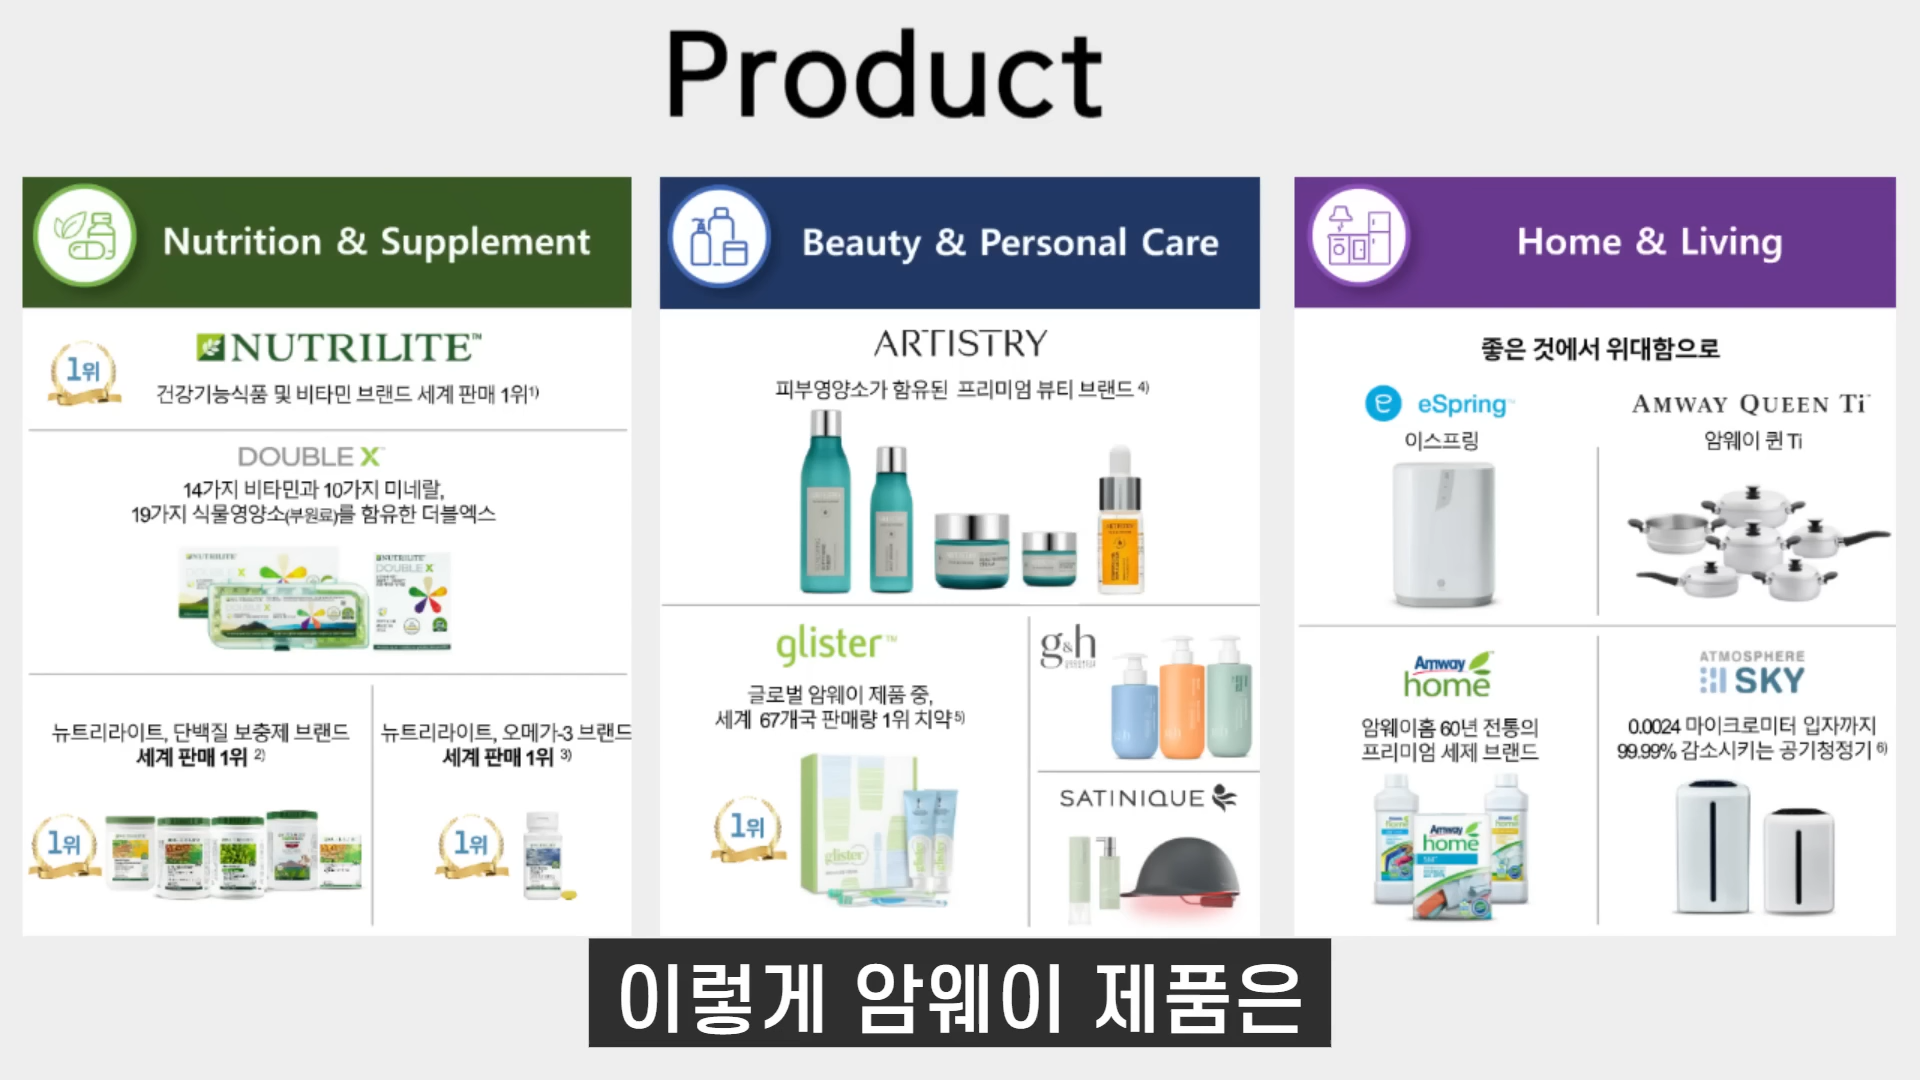 Product
Nutrition & Supplement
1위
NUTRILITE™
건강기능식품 및 비타민 브랜드 세계 판매 1위1)
DOUBLE X™
14가지 비타민과 10가지 미네랄,
19가지 식물영양소(부원료)를 함유한 더블엑스
NUTRILITE
NUTRILITE
DOUBLE X
DOUBLE X
뉴트리라이트, 단백질 보충제 브랜드
세계 판매 1위 2)
1위
뉴트리라이트, 오메가-3 브랜드
세계 판매 1위 3)
1위
Beauty & Personal Care
ARTISTRY
피부영양소가 함유된 프리미엄 뷰티 브랜드 4)
ARTISTRY
glister™
글로벌 암웨이 제품 중,
세계 67개국 판매량 1위 치약5)
1위
glister
g&h
g&h
SATINIQUE
Home & Living
좋은 것에서 위대함으로
eSpring™
이스프링
AMWAY QUEEN Ti™
암웨이 퀸 Ti
Amway
home™
암웨이홈 60년 전통의
프리미엄 세제 브랜드
Amway
home
ATMOSPHERE
SKY
0.0024 마이크로미터 입자까지
99.99% 감소시키는 공기청정기 6)
이렇게 암웨이 제품은